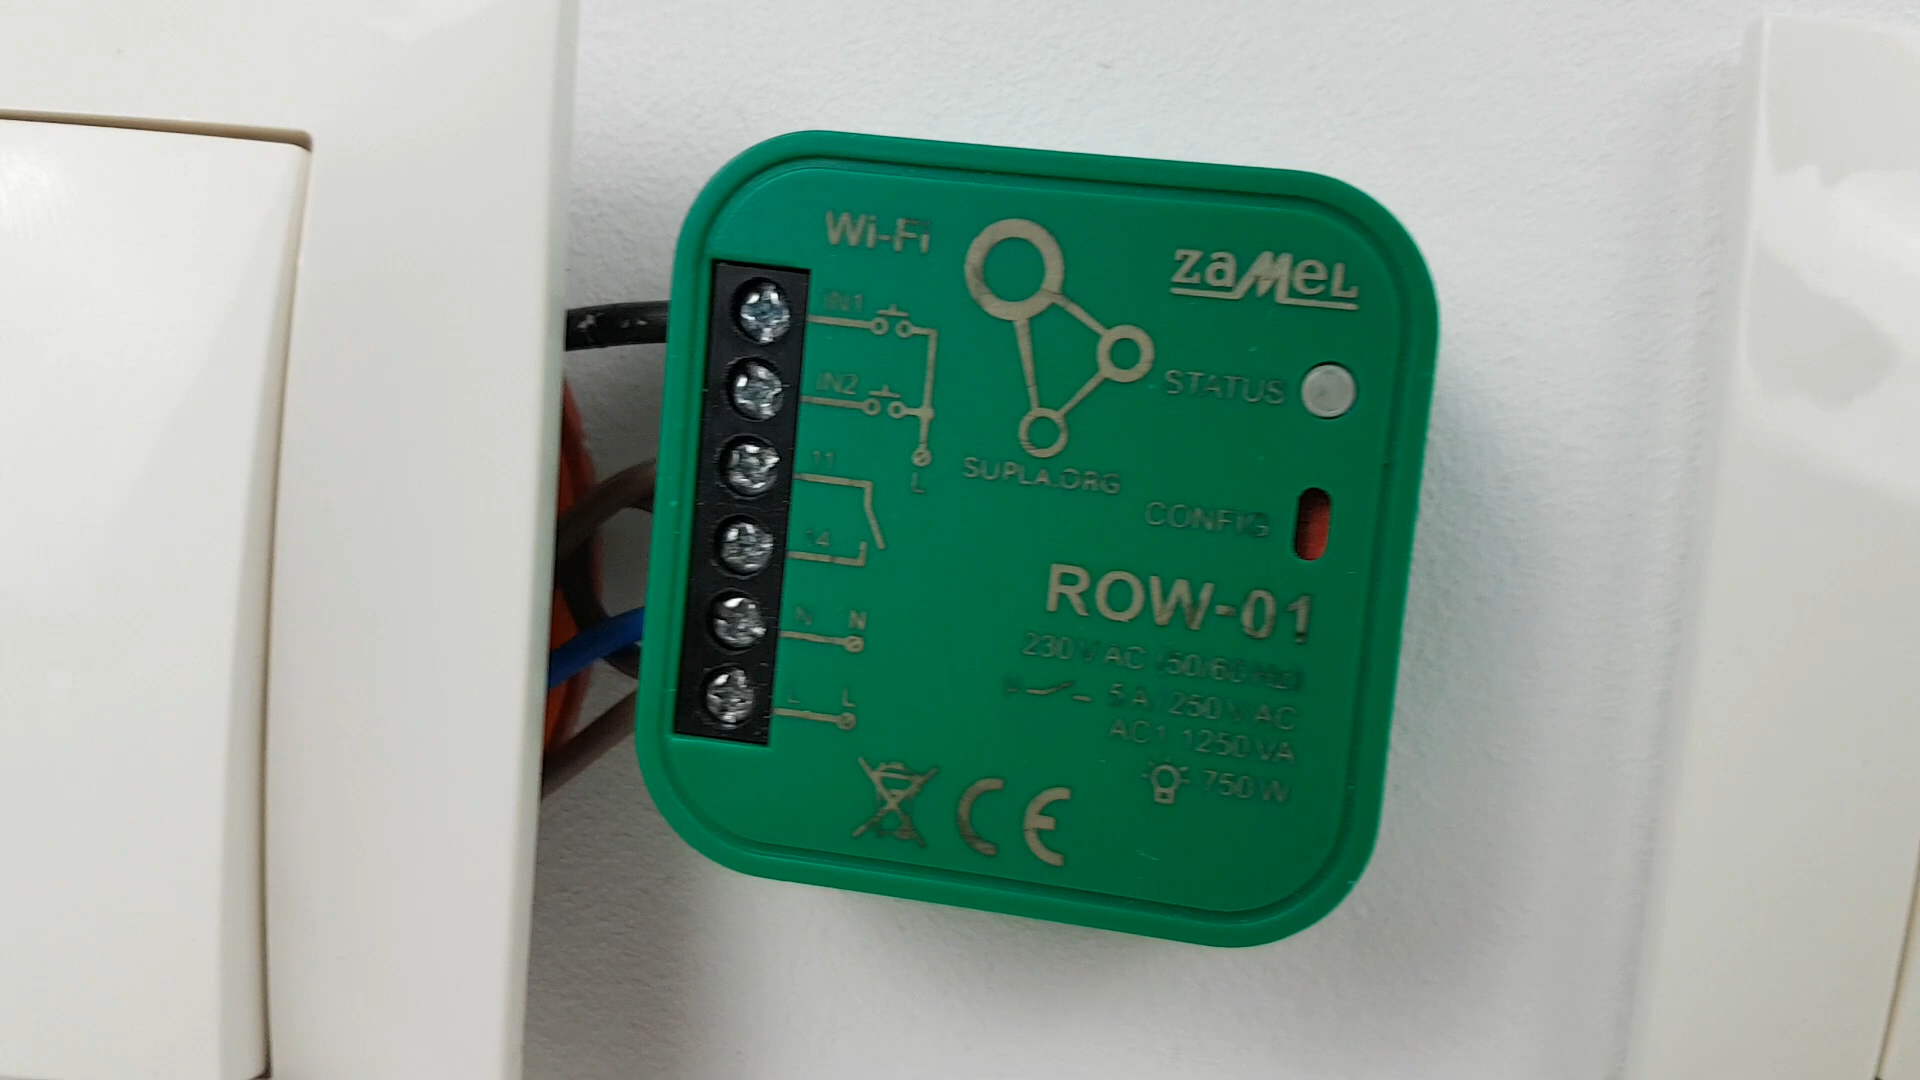 Wi-Fi
zaMeL
IN1
IN2
STATUS
L
SUPLA.ORG
11
14
CONFIG
ROW-01
N N
L L
230 V AC (50/60 Hz)
5 A / 250 V AC
AC1 1250 VA
750 W
CE